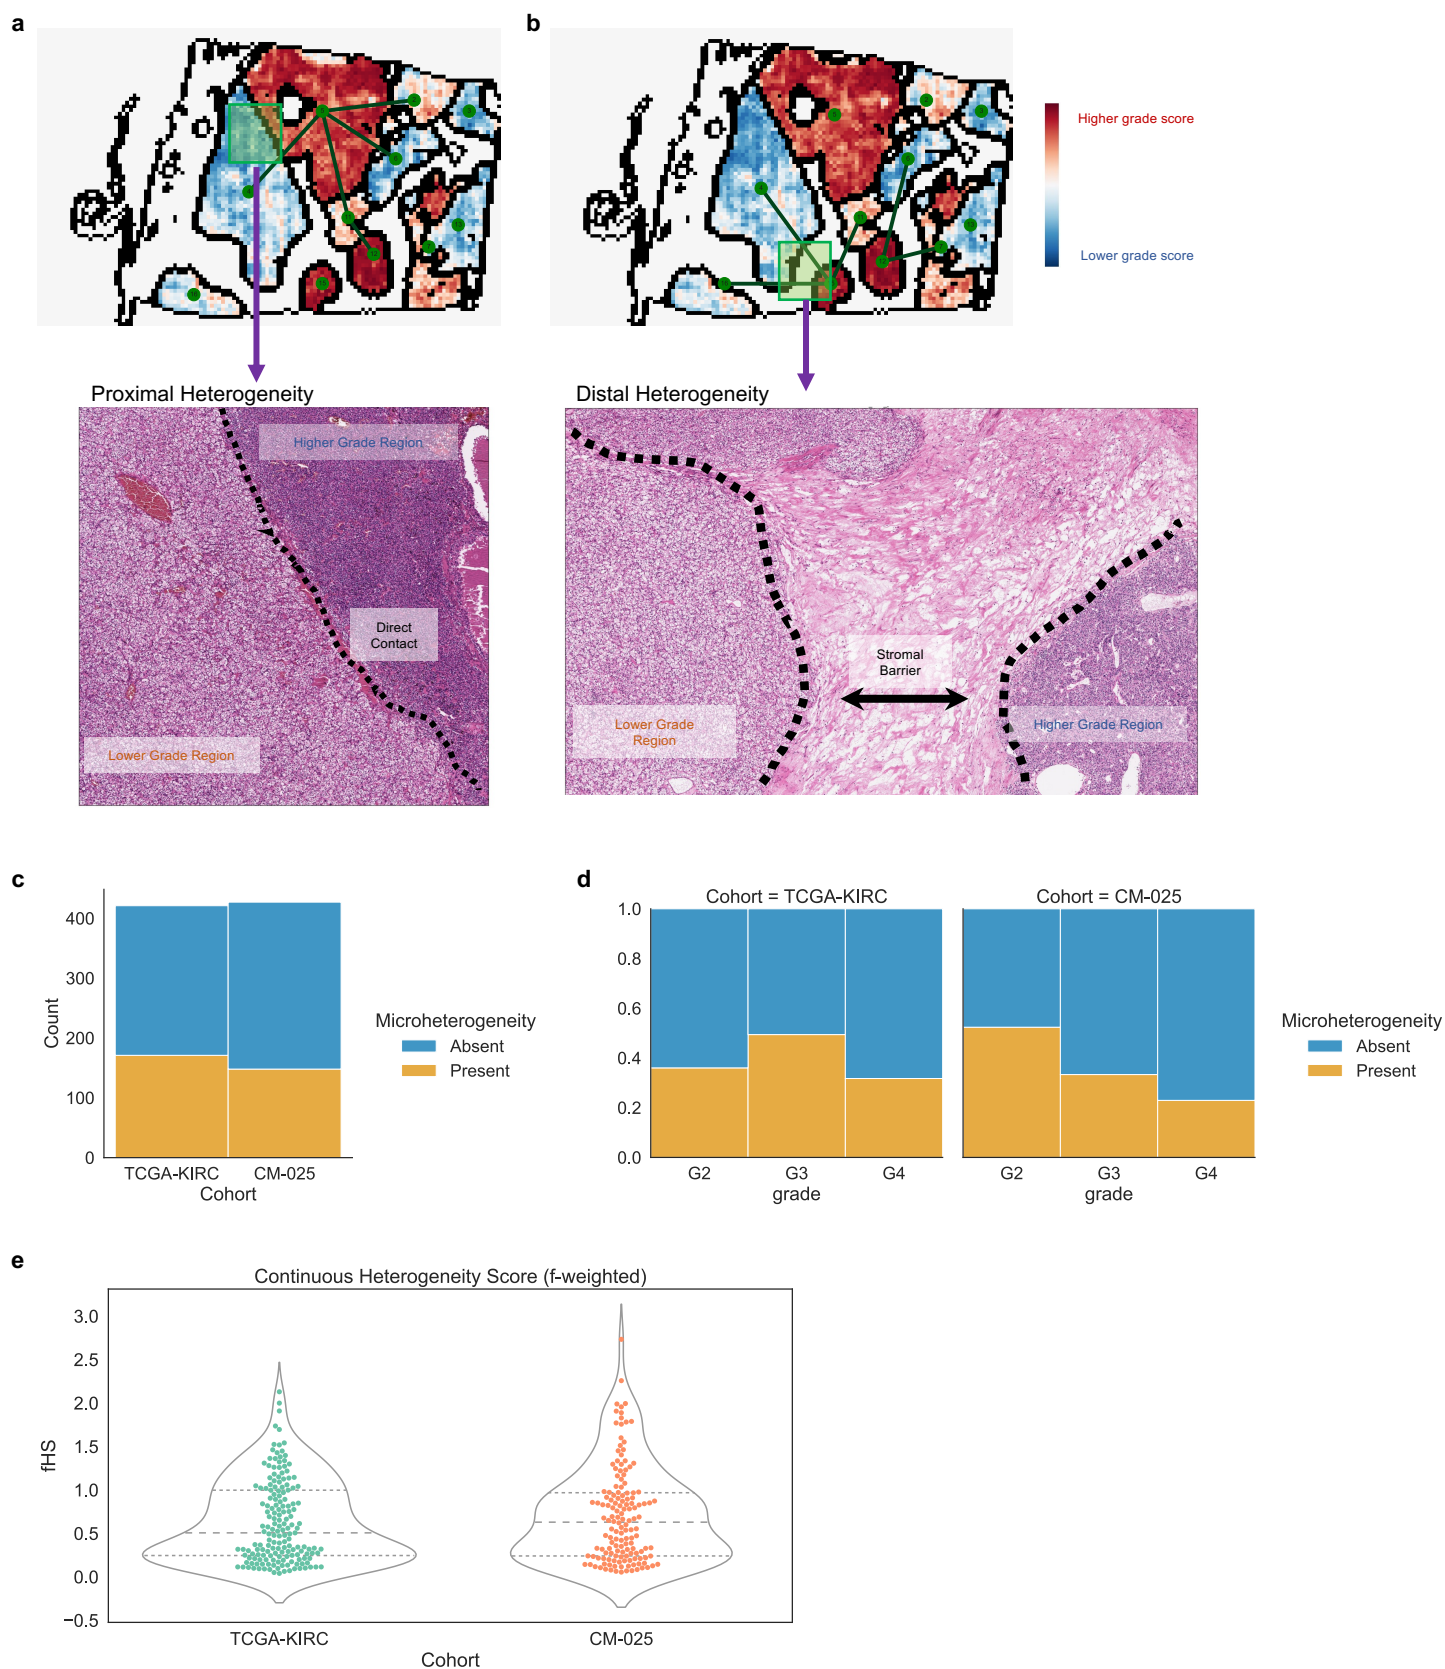 a
b
Higher grade score
Lower grade score
Proximal Heterogeneity
Distal Heterogeneity
Higher Grade Region
Direct
Contact
Lower Grade Region
Stromal
Barrier
Lower Grade
Region
Higher Grade Region
c
400
300
200
100
0
Count
TCGA-KIRC
CM-025
Cohort
Microheterogeneity
Absent
Present
d
Cohort = TCGA-KIRC
Cohort = CM-025
1.0
0.8
0.6
0.4
0.2
0.0
G2
G3
G4
grade
G2
G3
G4
grade
Microheterogeneity
Absent
Present
e
Continuous Heterogeneity Score (f-weighted)
3.0
2.5
2.0
1.5
1.0
0.5
0.0
−0.5
fHS
TCGA-KIRC
CM-025
Cohort